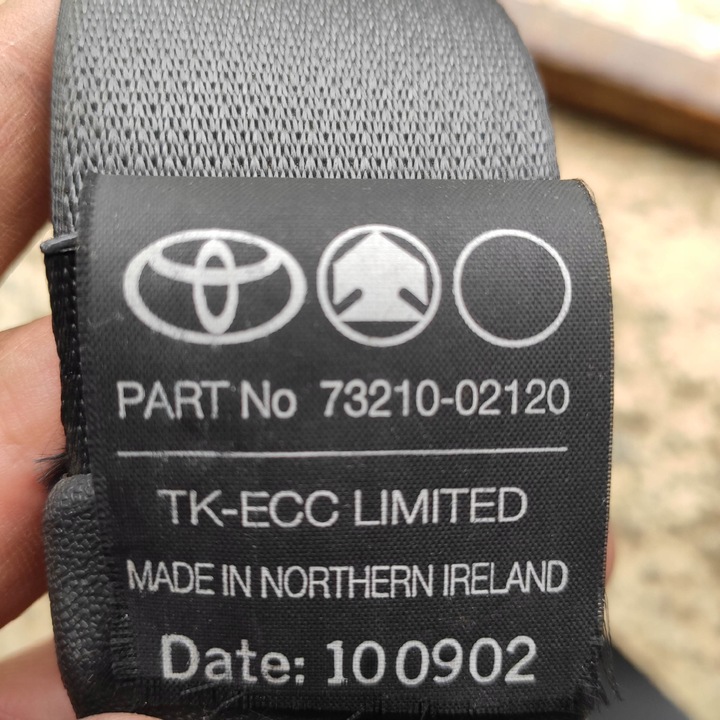 PART No 73210-02120
TK-ECC LIMITED
MADE IN NORTHERN IRELAND
Date: 100902